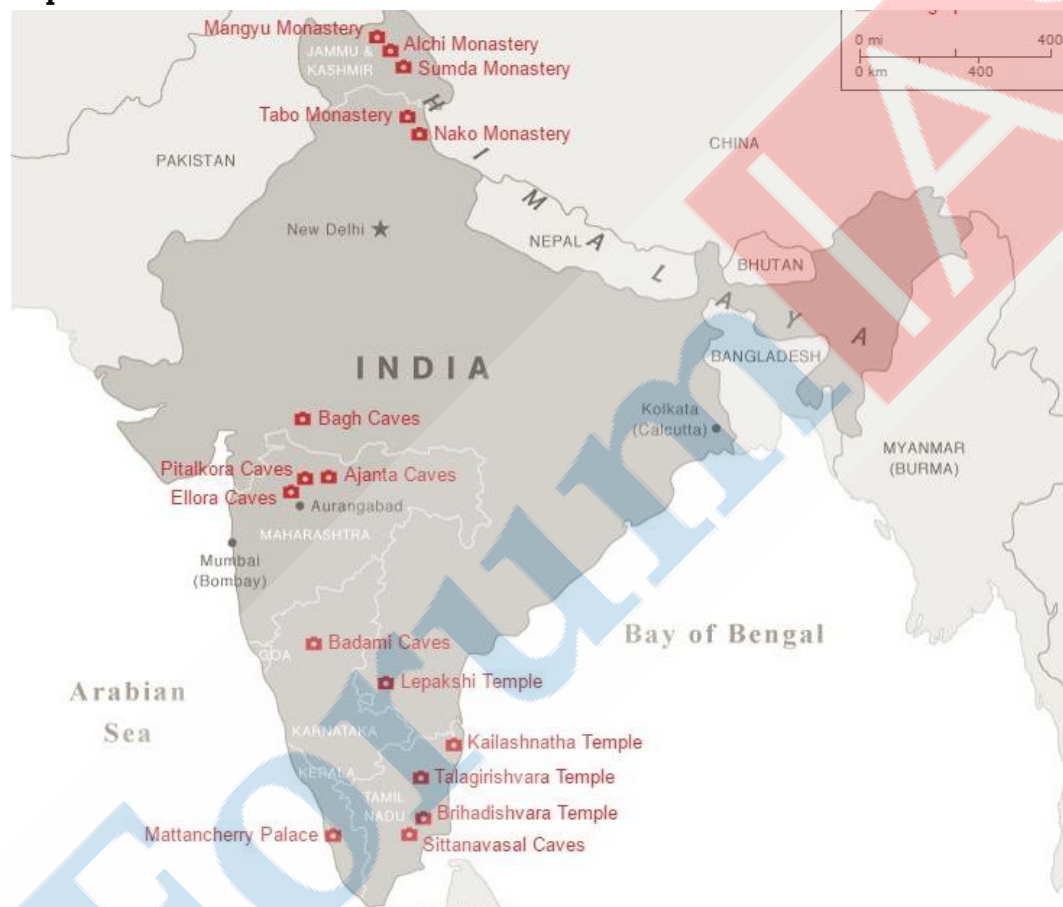 Mangyu Monastery
Alchi Monastery
JAMMU &
KASHMIR
Sumda Monastery
0 mi 400
0 km 400
Tabo Monastery
Nako Monastery
H I M A L A Y A
CHINA
PAKISTAN
New Delhi
NEPAL
BHUTAN
INDIA
BANGLADESH
Bagh Caves
Kolkata
(Calcutta)
MYANMAR
(BURMA)
Pitalkora Caves
Ajanta Caves
Ellora Caves
Aurangabad
MAHARASHTRA
Mumbai
(Bombay)
Bay of Bengal
Badami Caves
GOA
Lepakshi Temple
Arabian
Sea
KARNATAKA
Kailashnatha Temple
KERALA
Talagirishvara Temple
TAMIL
NADU
Brihadishvara Temple
Mattancherry Palace
Sittanavasal Caves
ForumIA